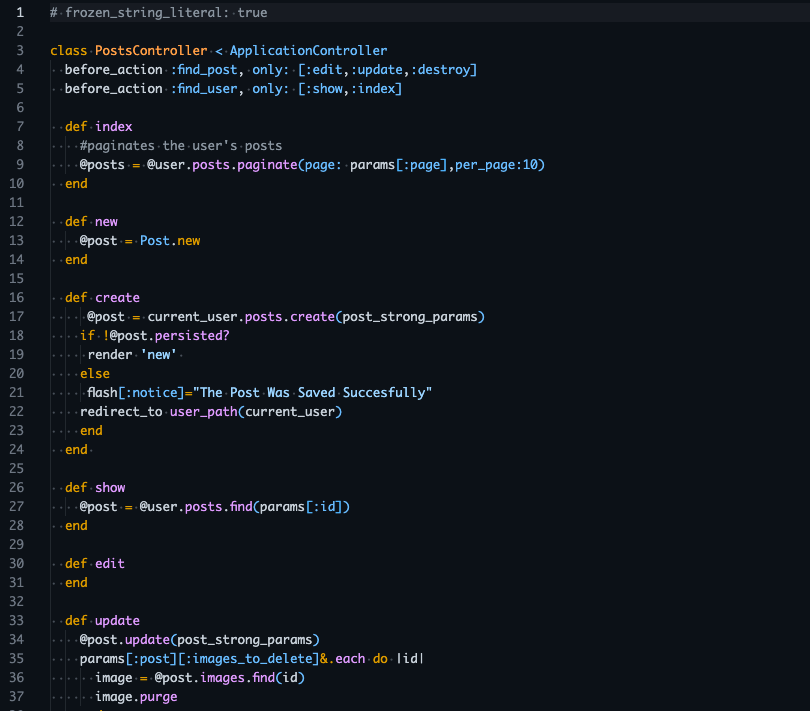 1 # frozen_string_literal: true
2
3 class PostsController < ApplicationController
4   before_action :find_post, only: [:edit,:update,:destroy]
5   before_action :find_user, only: [:show,:index]
6
7   def index
8     #paginates the user's posts
9     @posts = @user.posts.paginate(page: params[:page],per_page:10)
10   end
11
12   def new
13     @post = Post.new
14   end
15
16   def create
17      @post = current_user.posts.create(post_strong_params)
18     if !@post.persisted?
19      render 'new'
20     else
21      flash[:notice]="The Post Was Saved Succesfully"
22     redirect_to user_path(current_user)
23     end
24   end
25
26   def show
27     @post = @user.posts.find(params[:id])
28   end
29
30   def edit
31   end
32
33   def update
34     @post.update(post_strong_params)
35     params[:post][:images_to_delete]&.each do |id|
36       image = @post.images.find(id)
37       image.purge